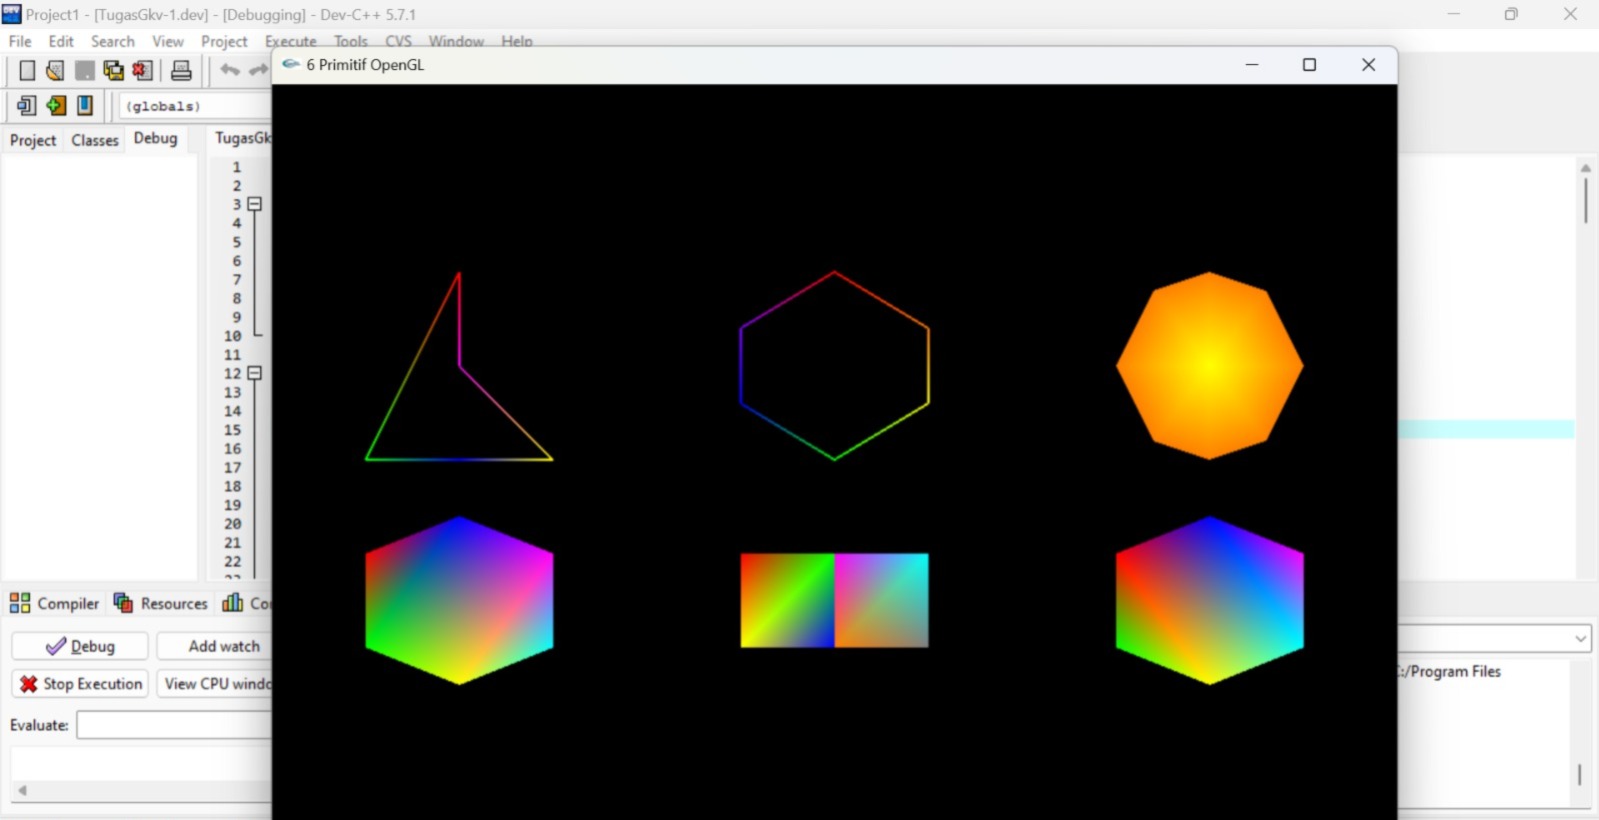 Project1 - [TugasGkv-1.dev] - [Debugging] - Dev-C++ 5.7.1
File Edit Search View Project Execute Tools CVS Window Help
6 Primitif OpenGL
(globals)
Project Classes Debug
TugasGk
1
2
3
4
5
6
7
8
9
10
11
12
13
14
15
16
17
18
19
20
21
22
Compiler Resources Co
Debug Add watch
Stop Execution View CPU windo
:/Program Files
Evaluate: